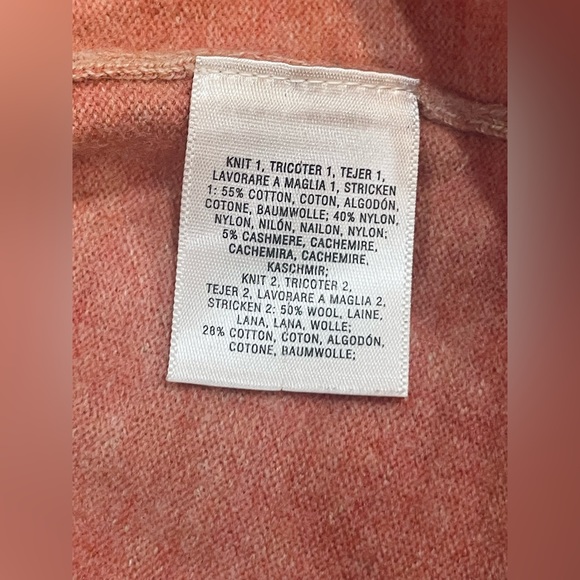 KNIT 1, TRICOTER 1, TEJER 1,
LAVORARE A MAGLIA 1, STRICKEN
1: 55% COTTON, COTON, ALGODÓN,
COTONE, BAUMWOLLE; 40% NYLON,
NYLON, NILÓN, NAILON, NYLON;
5% CASHMERE, CACHEMIRE,
CACHEMIRA, CACHEMIRE,
KASCHMIR;
KNIT 2, TRICOTER 2,
TEJER 2, LAVORARE A MAGLIA 2,
STRICKEN 2: 50% WOOL, LAINE,
LANA, LANA, WOLLE;
28% COTTON, COTON, ALGODÓN,
COTONE, BAUMWOLLE;